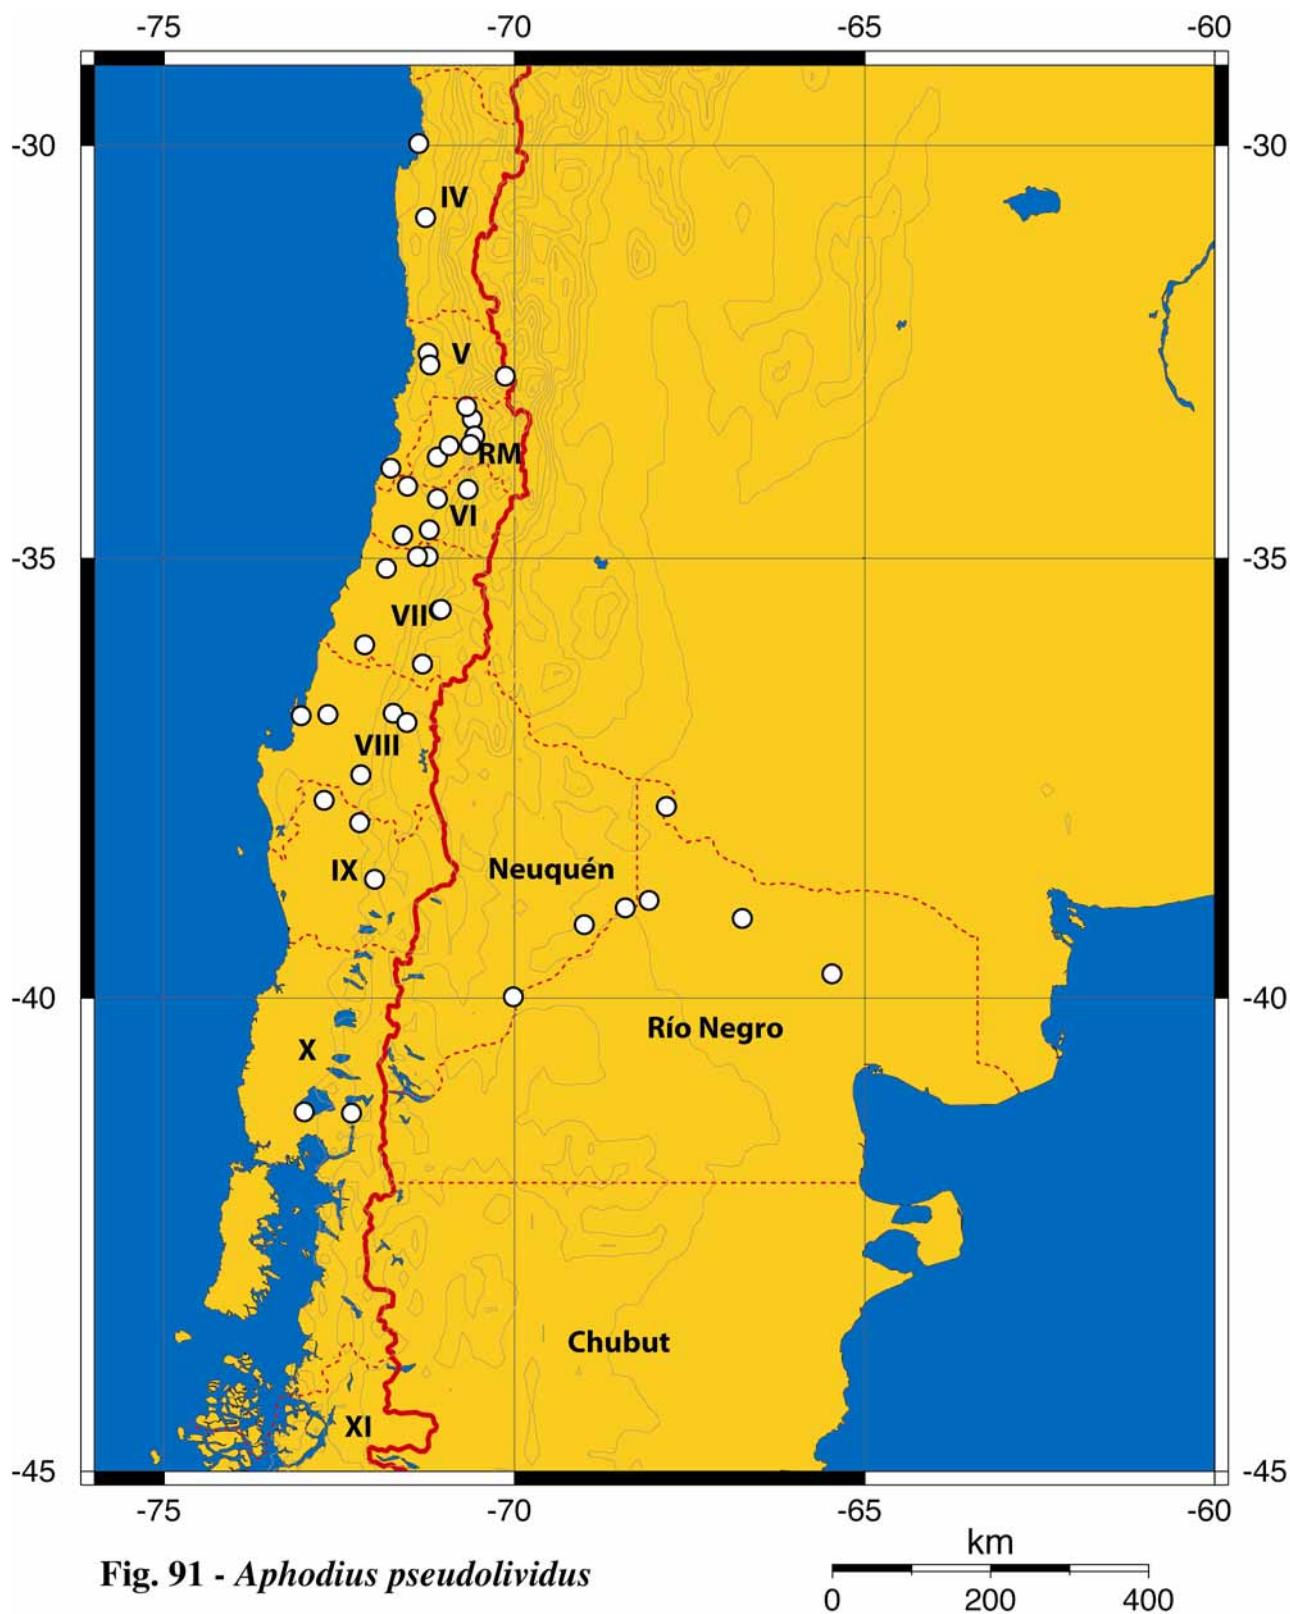 -75 -70 -65 -60
-30 -30
IV
V
RM
VI
-35 -35
VII
VIII
IX
Neuquén
-40 -40
Río Negro
X
Chubut
XI
-45 -45
-75 -70 -65 -60
km
Fig. 91 - Aphodius pseudolividus
0 200 400